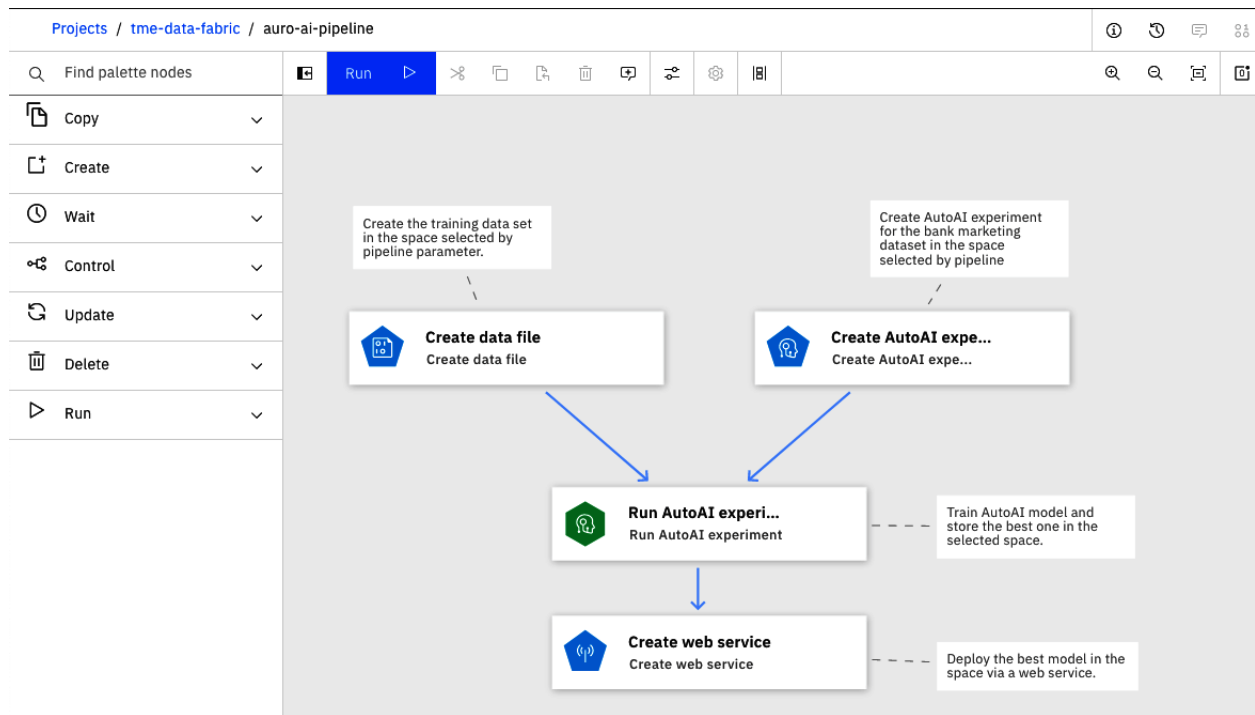 Projects / tme-data-fabric / auro-ai-pipeline
Find palette nodes
Run
Copy
Create
Wait
Control
Update
Delete
Run
Create the training data set
in the space selected by
pipeline parameter.
Create AutoAI experiment
for the bank marketing
dataset in the space
selected by pipeline
Create data file
Create data file
Create AutoAI expe...
Create AutoAI expe...
Run AutoAI experi...
Run AutoAI experiment
Train AutoAI model and
store the best one in the
selected space.
Create web service
Create web service
Deploy the best model in the
space via a web service.